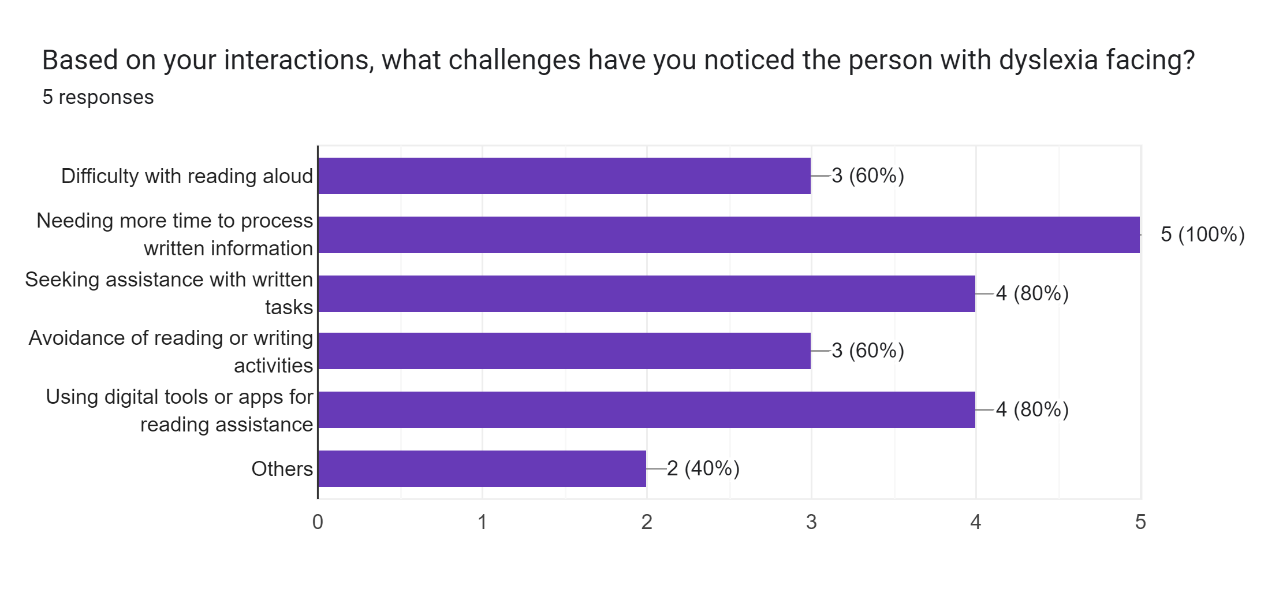 Based on your interactions, what challenges have you noticed the person with dyslexia facing?
5 responses
Difficulty with reading aloud
3 (60%)
Needing more time to process
written information
5 (100%)
Seeking assistance with written
tasks
4 (80%)
Avoidance of reading or writing
activities
3 (60%)
Using digital tools or apps for
reading assistance
4 (80%)
Others
2 (40%)
0 1 2 3 4 5